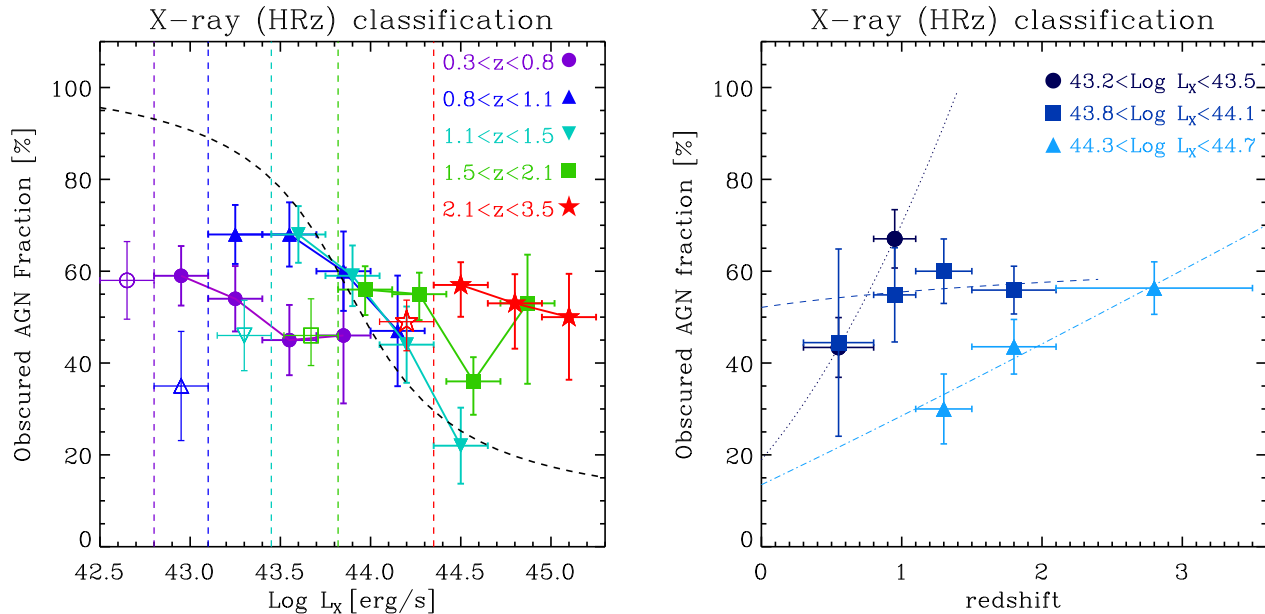 X-ray (HRz) classification
Obscured AGN Fraction [%]
100
80
60
40
20
0
0.3<z<0.8
0.8<z<1.1
1.1<z<1.5
1.5<z<2.1
2.1<z<3.5
42.5 43.0 43.5 44.0 44.5 45.0
Log Lₓ [erg/s]
X-ray (HRz) classification
Obscured AGN fraction [%]
100
80
60
40
20
0
43.2<Log Lₓ<43.5
43.8<Log Lₓ<44.1
44.3<Log Lₓ<44.7
0 1 2 3
redshift